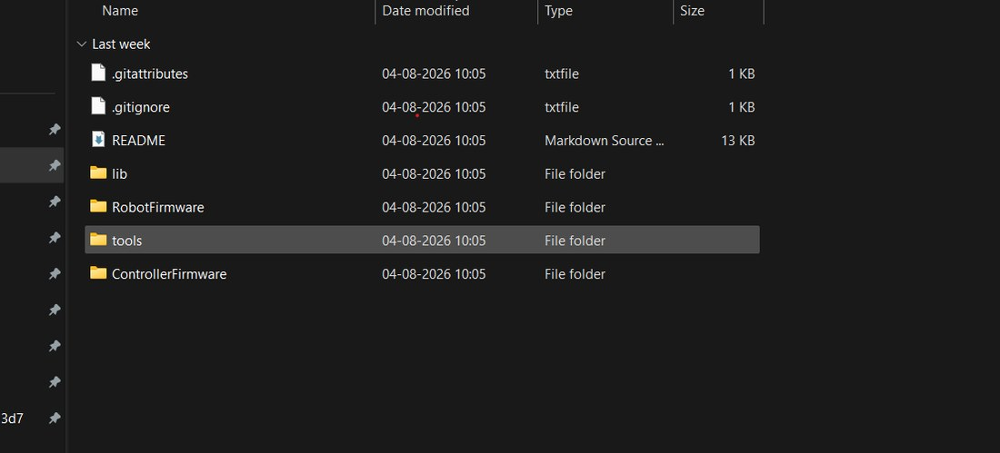 Name Date modified Type Size
Last week
.gitattributes 04-08-2026 10:05 txtfile 1 KB
.gitignore 04-08-2026 10:05 txtfile 1 KB
README 04-08-2026 10:05 Markdown Source ... 13 KB
lib 04-08-2026 10:05 File folder
RobotFirmware 04-08-2026 10:05 File folder
tools 04-08-2026 10:05 File folder
ControllerFirmware 04-08-2026 10:05 File folder
3d7